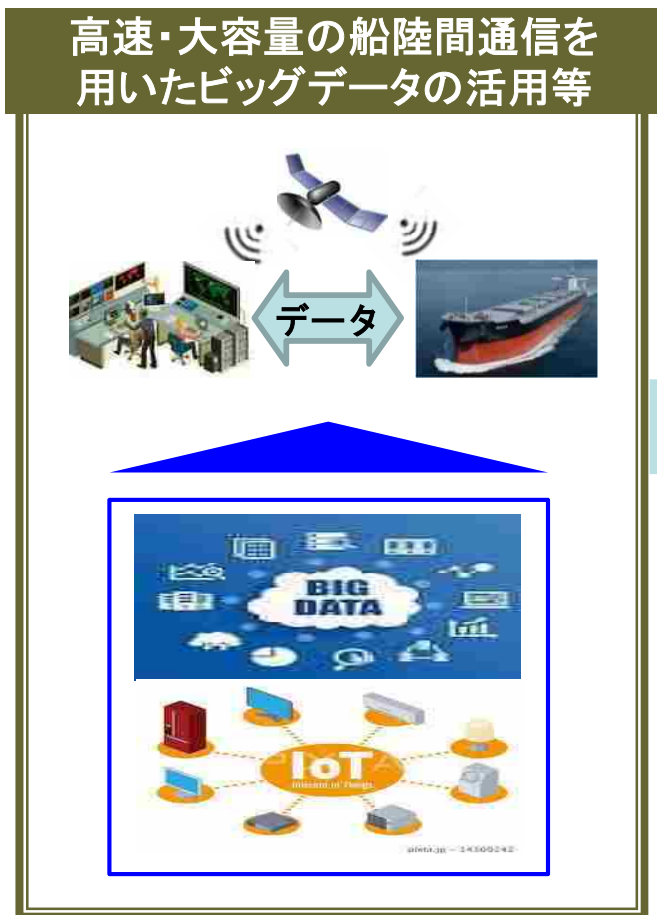 高速・大容量の船陸間通信を
用いたビッグデータの活用等
データ
BIG
DATA
IoT
Internet in Things
pixta.jp - 14300242